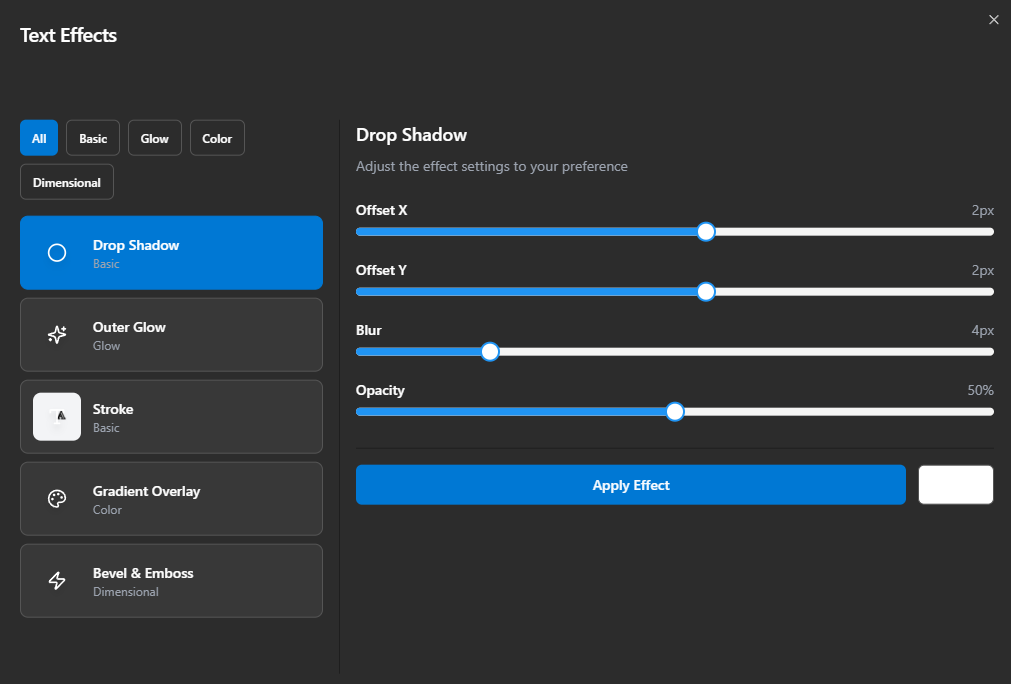 Text Effects
All
Basic
Glow
Color
Dimensional
Drop Shadow
Basic
Outer Glow
Glow
Stroke
Basic
Gradient Overlay
Color
Bevel & Emboss
Dimensional
Drop Shadow
Adjust the effect settings to your preference
Offset X 2px
Offset Y 2px
Blur 4px
Opacity 50%
Apply Effect